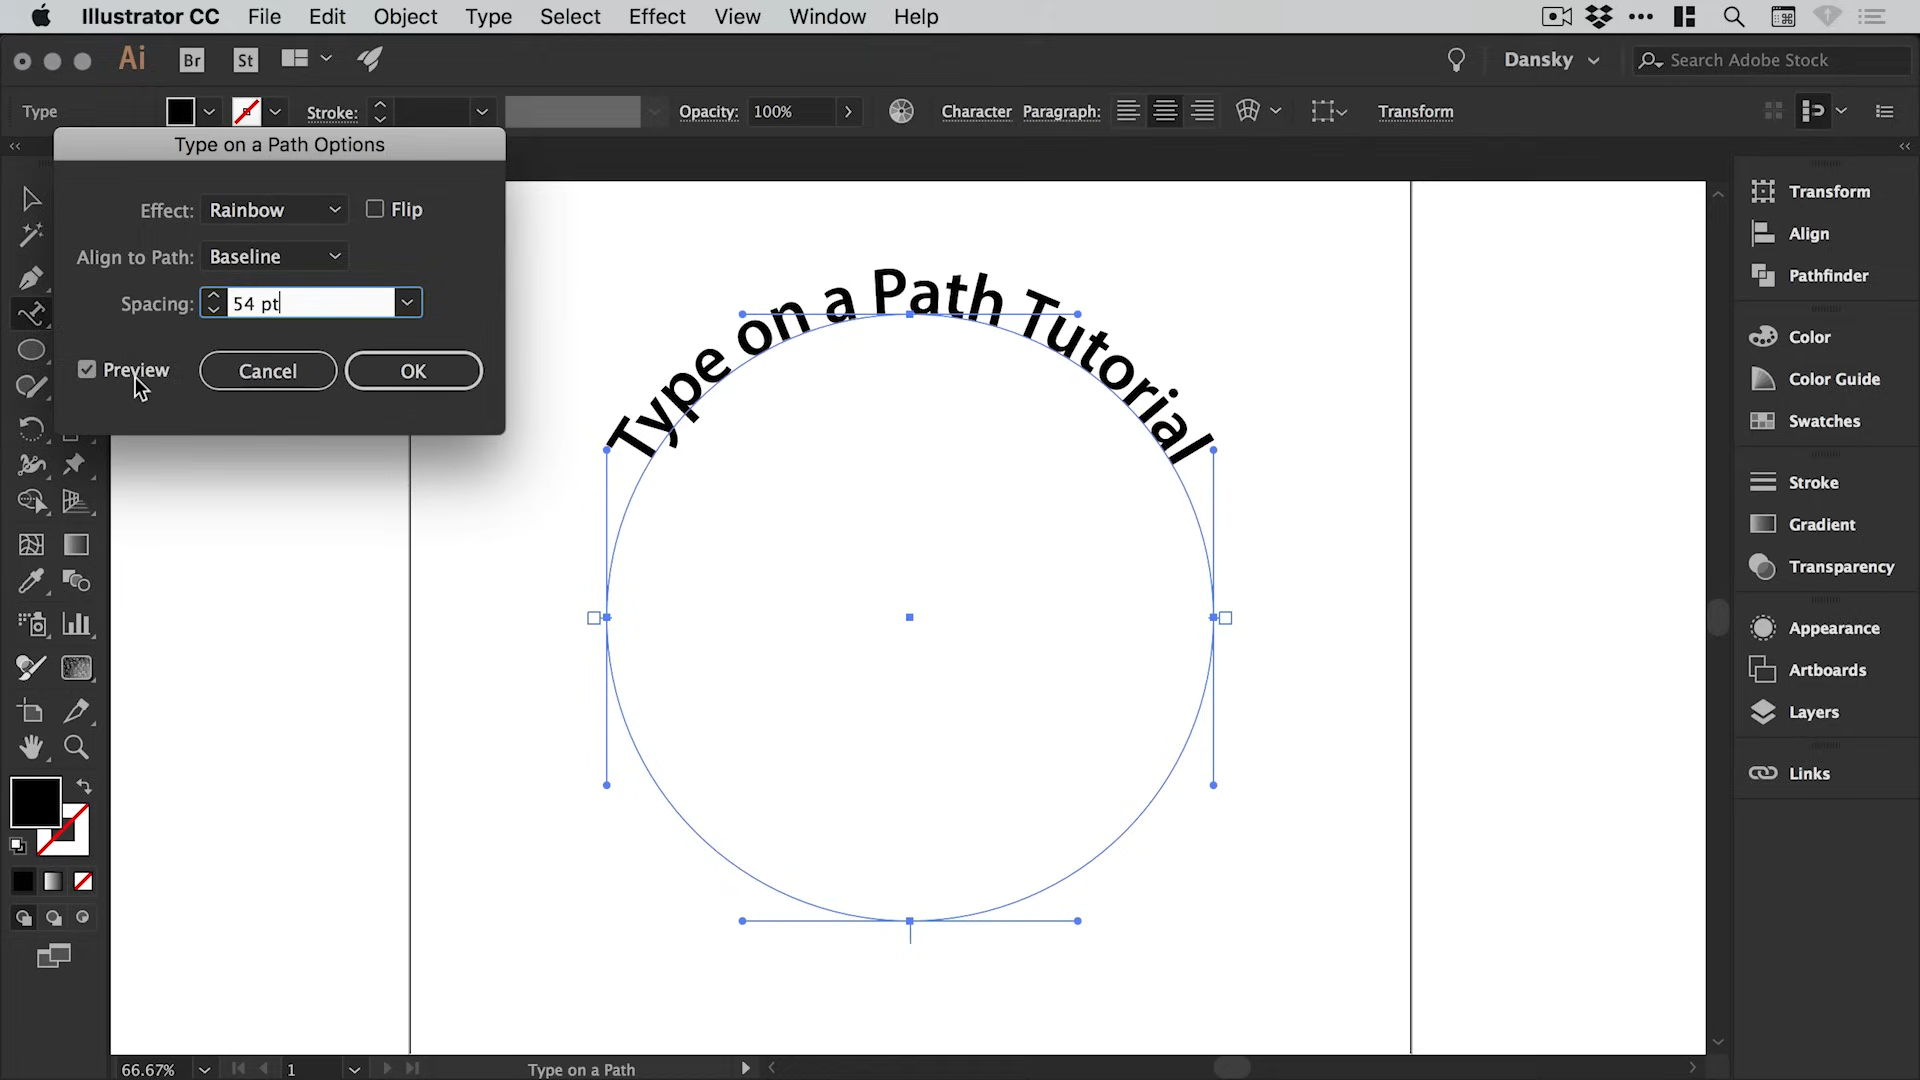 Illustrator CC File Edit Object Type Select Effect View Window Help
Ai Br St Dansky Search Adobe Stock
Type Stroke: Opacity: 100% Character Paragraph: Transform
Type on a Path Options
Effect: Rainbow Flip
Align to Path: Baseline
Spacing: 54 pt
Preview Cancel OK
Type on a Path Tutorial
Transform
Align
Pathfinder
Color
Color Guide
Swatches
Stroke
Gradient
Transparency
Appearance
Artboards
Layers
Links
66.67% 1 Type on a Path